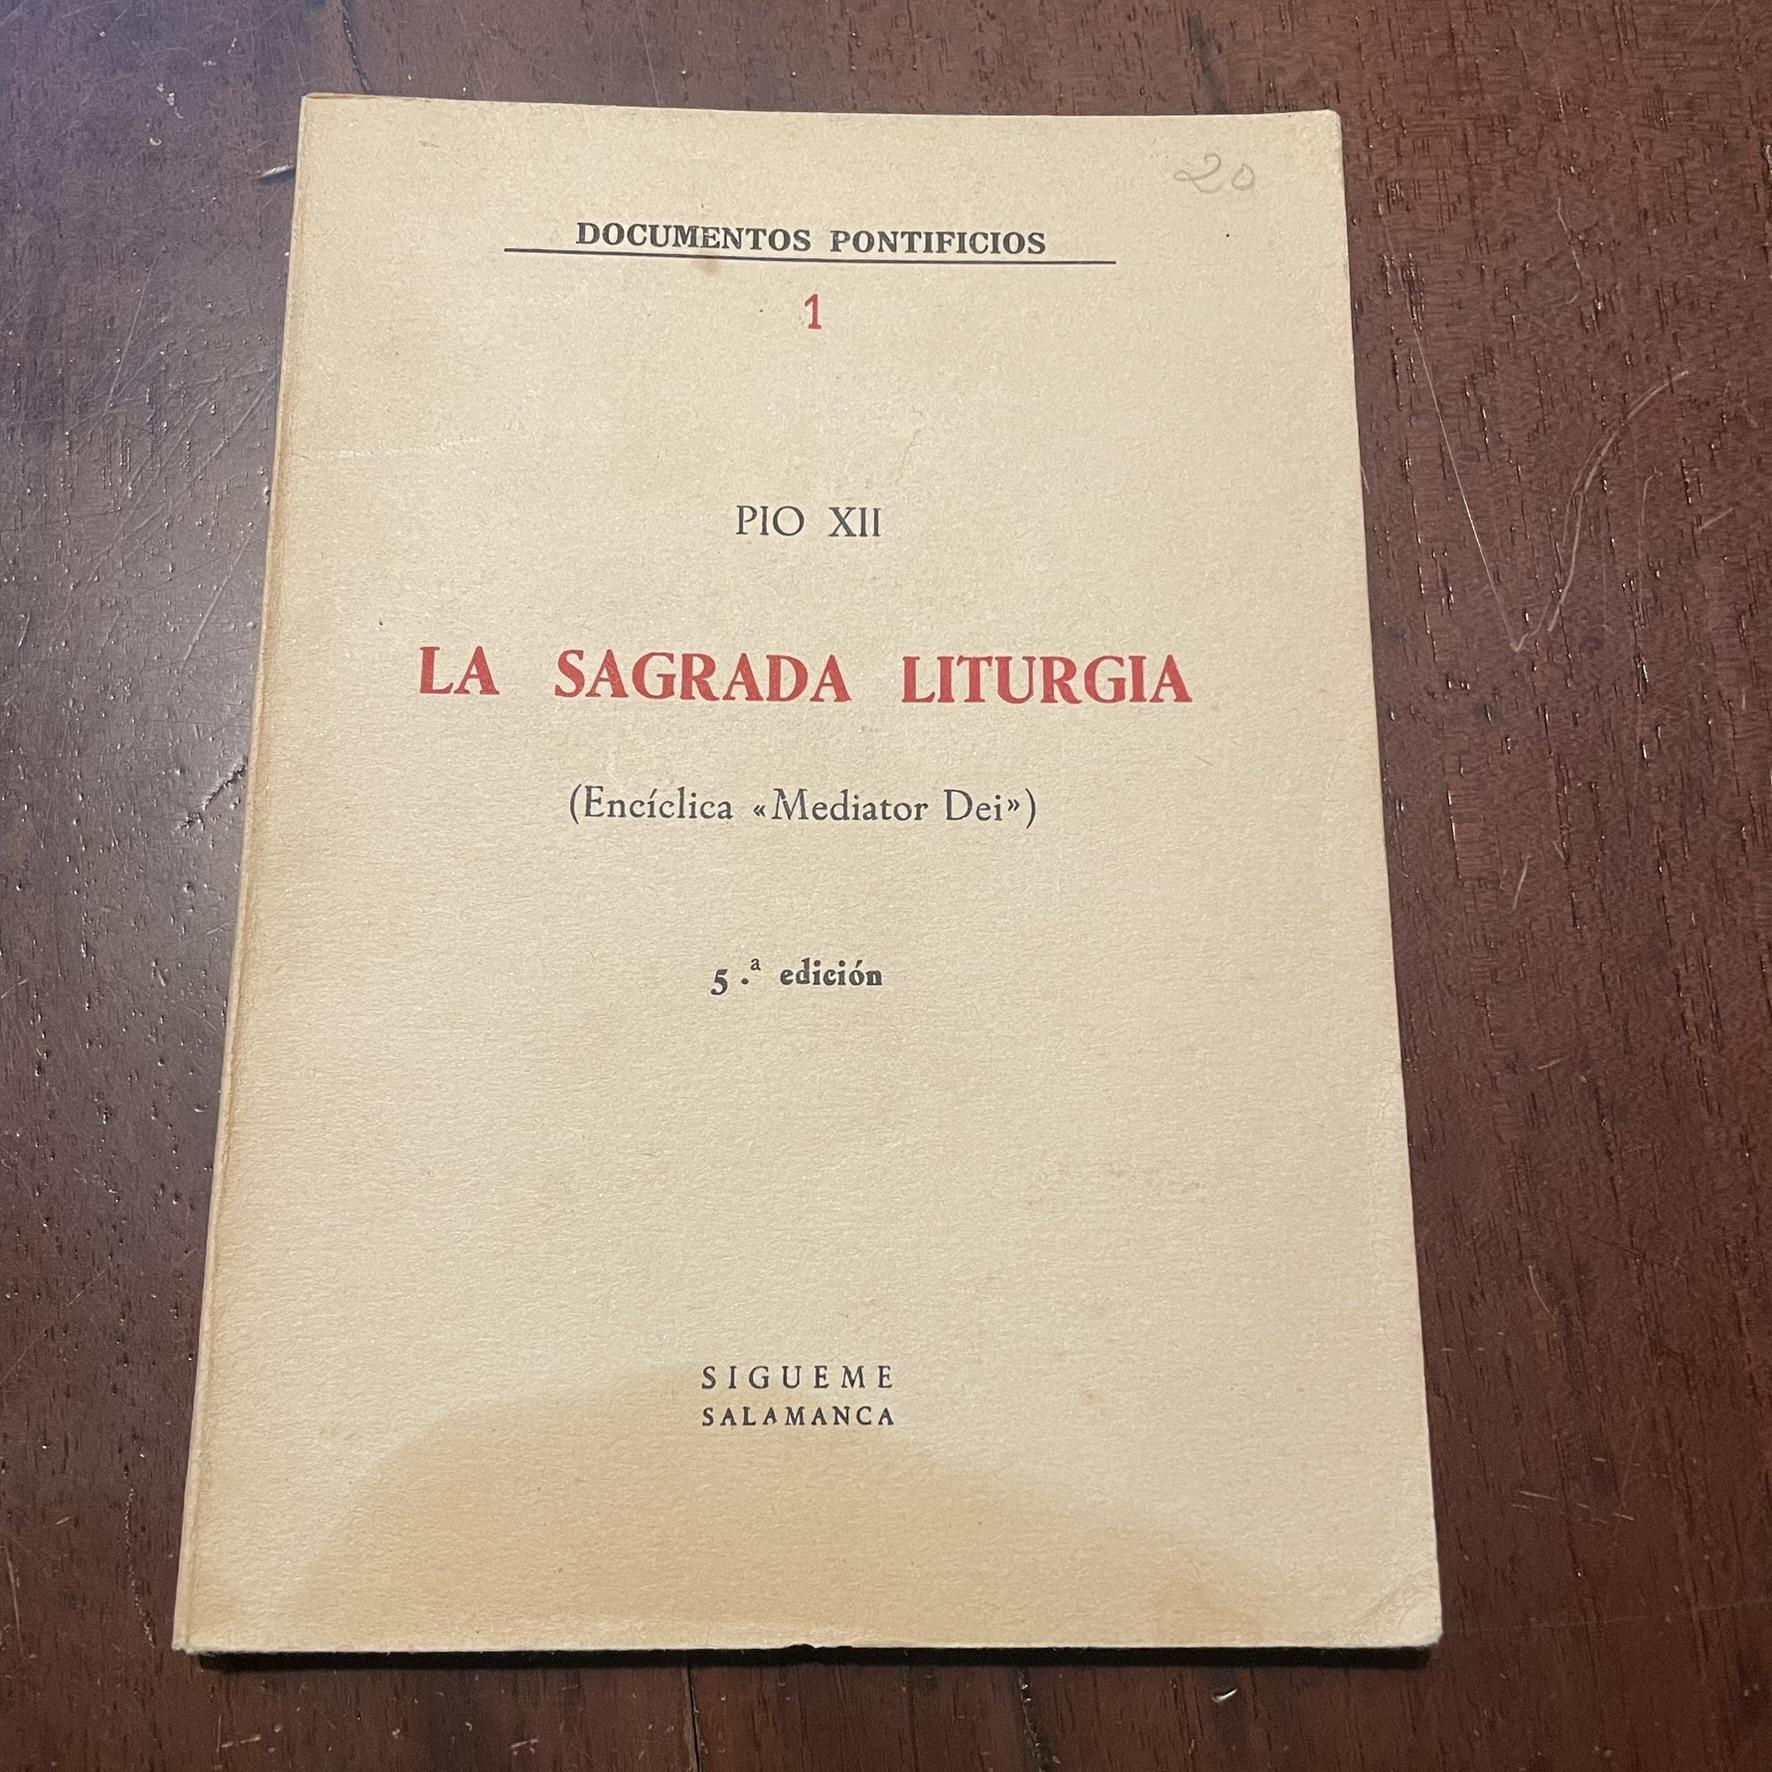 20
DOCUMENTOS PONTIFICIOS
1
PIO XII
LA SAGRADA LITURGIA
(Encíclica «Mediator Dei»)
5.ª edición
SIGUEME
SALAMANCA